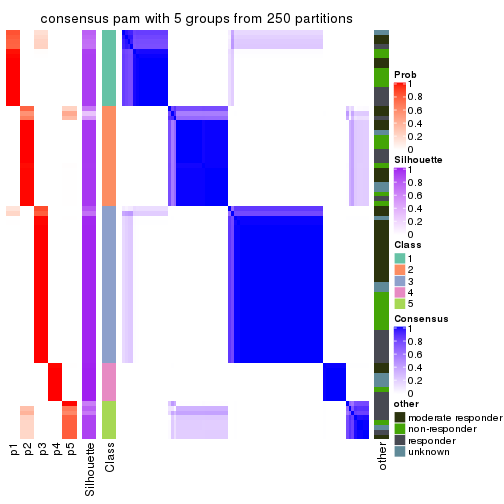 consensus pam with 5 groups from 250 partitions
Prob
1
0.8
0.6
0.4
0.2
0
Silhouette
1
0.8
0.6
0.4
0.2
0
Class
1
2
3
4
5
Consensus
1
0.8
0.6
0.4
0.2
0
other
moderate responder
non-responder
responder
unknown
p1
p2
p3
p4
p5
Silhouette
Class
other